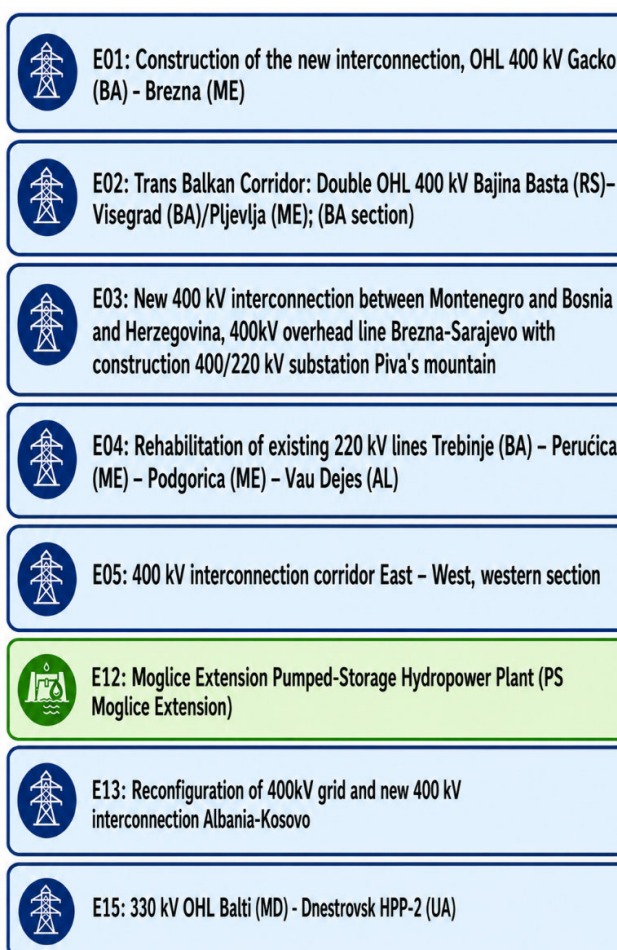 E01: Construction of the new interconnection, OHL 400 kV Gacko
(BA) – Brezna (ME)
E02: Trans Balkan Corridor: Double OHL 400 kV Bajina Basta (RS)–
Visegrad (BA)/Pljevlja (ME); (BA section)
E03: New 400 kV interconnection between Montenegro and Bosnia
and Herzegovina, 400kV overhead line Brezna-Sarajevo with
construction 400/220 kV substation Piva's mountain
E04: Rehabilitation of existing 220 kV lines Trebinje (BA) – Perućica
(ME) – Podgorica (ME) – Vau Dejes (AL)
E05: 400 kV interconnection corridor East – West, western section
E12: Moglice Extension Pumped-Storage Hydropower Plant (PS
Moglice Extension)
E13: Reconfiguration of 400kV grid and new 400 kV
interconnection Albania-Kosovo
E15: 330 kV OHL Balti (MD) - Dnestrovsk HPP-2 (UA)